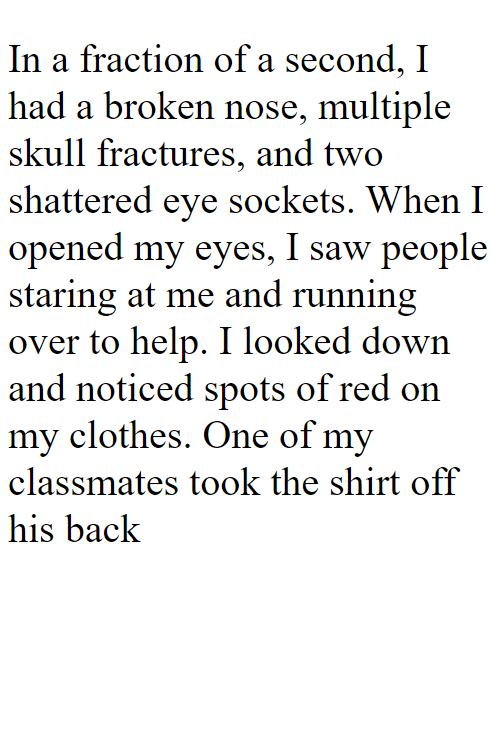 In a fraction of a second, I
had a broken nose, multiple
skull fractures, and two
shattered eye sockets. When I
opened my eyes, I saw people
staring at me and running
over to help. I looked down
and noticed spots of red on
my clothes. One of my
classmates took the shirt off
his back